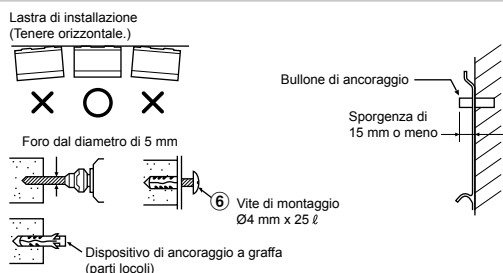 Lastra di installazione
(Tenere orizzontale.)
Bullone di ancoraggio
Sporgenza di
15 mm o meno
Foro dal diametro di 5 mm
⑥ Vite di montaggio
Ø4 mm x 25 ℓ
Dispositivo di ancoraggio a graffa
(parti locoli)